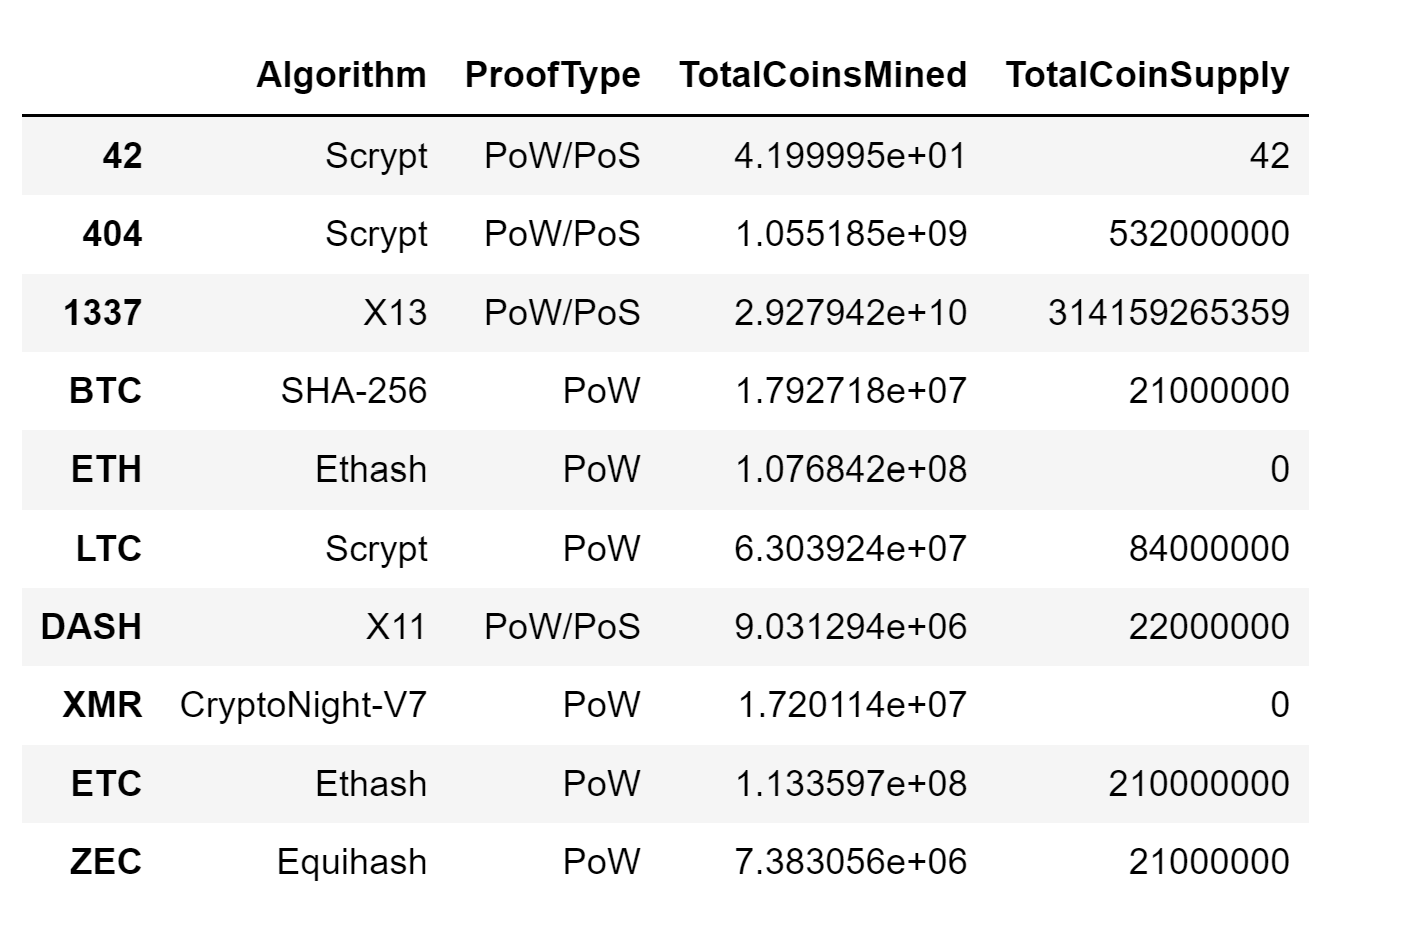 Algorithm ProofType TotalCoinsMined TotalCoinSupply
42 Scrypt PoW/PoS 4.199995e+01 42
404 Scrypt PoW/PoS 1.055185e+09 532000000
1337 X13 PoW/PoS 2.927942e+10 314159265359
BTC SHA-256 PoW 1.792718e+07 21000000
ETH Ethash PoW 1.076842e+08 0
LTC Scrypt PoW 6.303924e+07 84000000
DASH X11 PoW/PoS 9.031294e+06 22000000
XMR CryptoNight-V7 PoW 1.720114e+07 0
ETC Ethash PoW 1.133597e+08 210000000
ZEC Equihash PoW 7.383056e+06 21000000